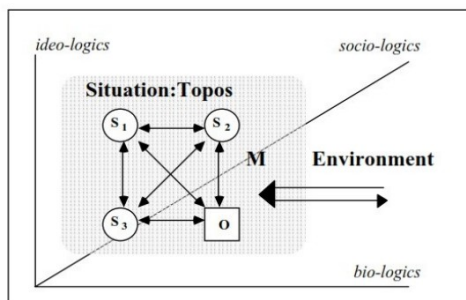 ideo-logics
socio-logics
Situation:Topos
S1
S2
M
Environment
S3
O
bio-logics